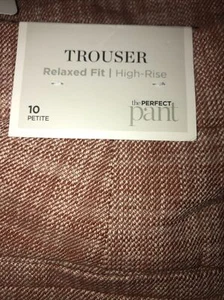 TROUSER
Relaxed Fit | High-Rise
10
PETITE
the PERFECT
pant